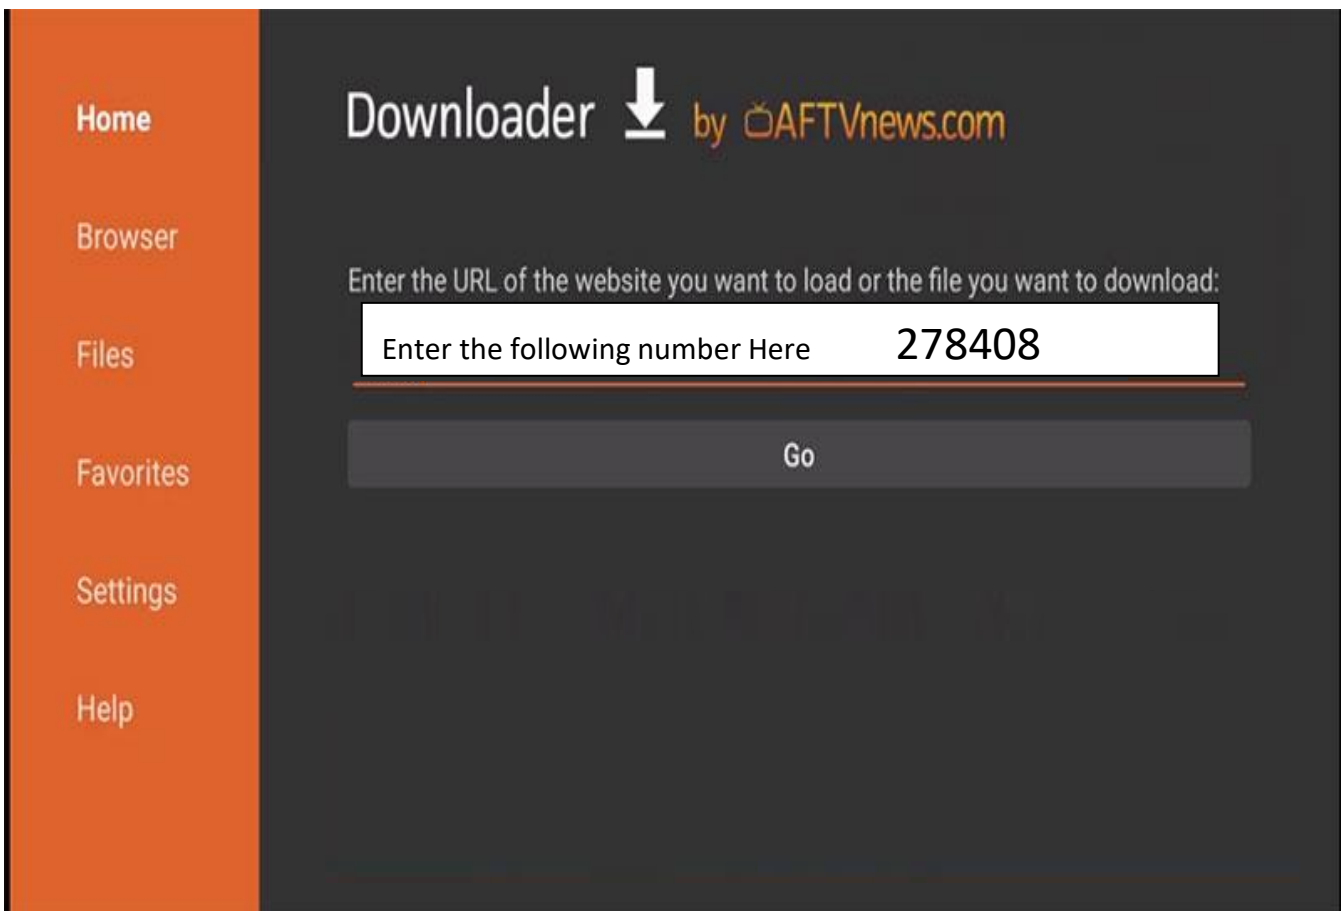 Home
Browser
Files
Favorites
Settings
Help
Downloader by AFTVnews.com
Enter the URL of the website you want to load or the file you want to download:
Enter the following number Here 278408
Go